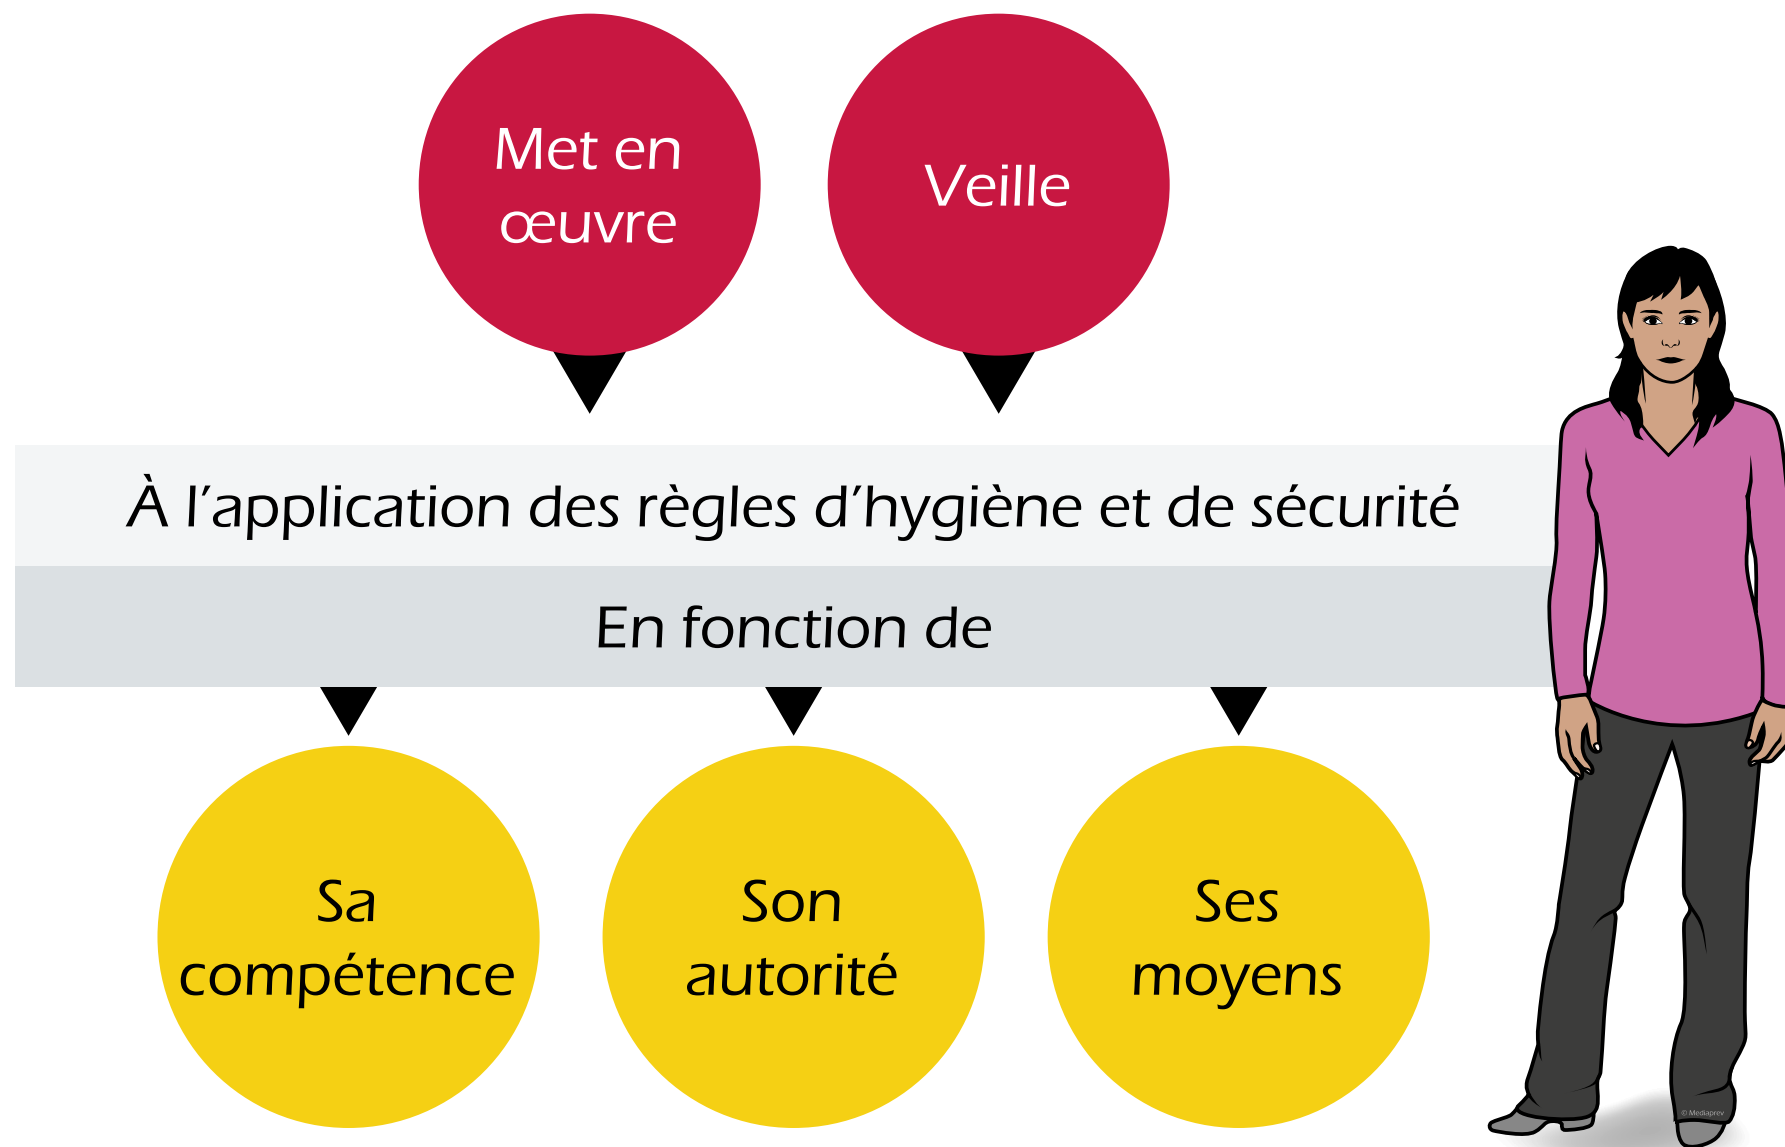 Met en
œuvre
Veille
À l’application des règles d’hygiène et de sécurité
En fonction de
Sa
compétence
Son
autorité
Ses
moyens
© Mediaprev